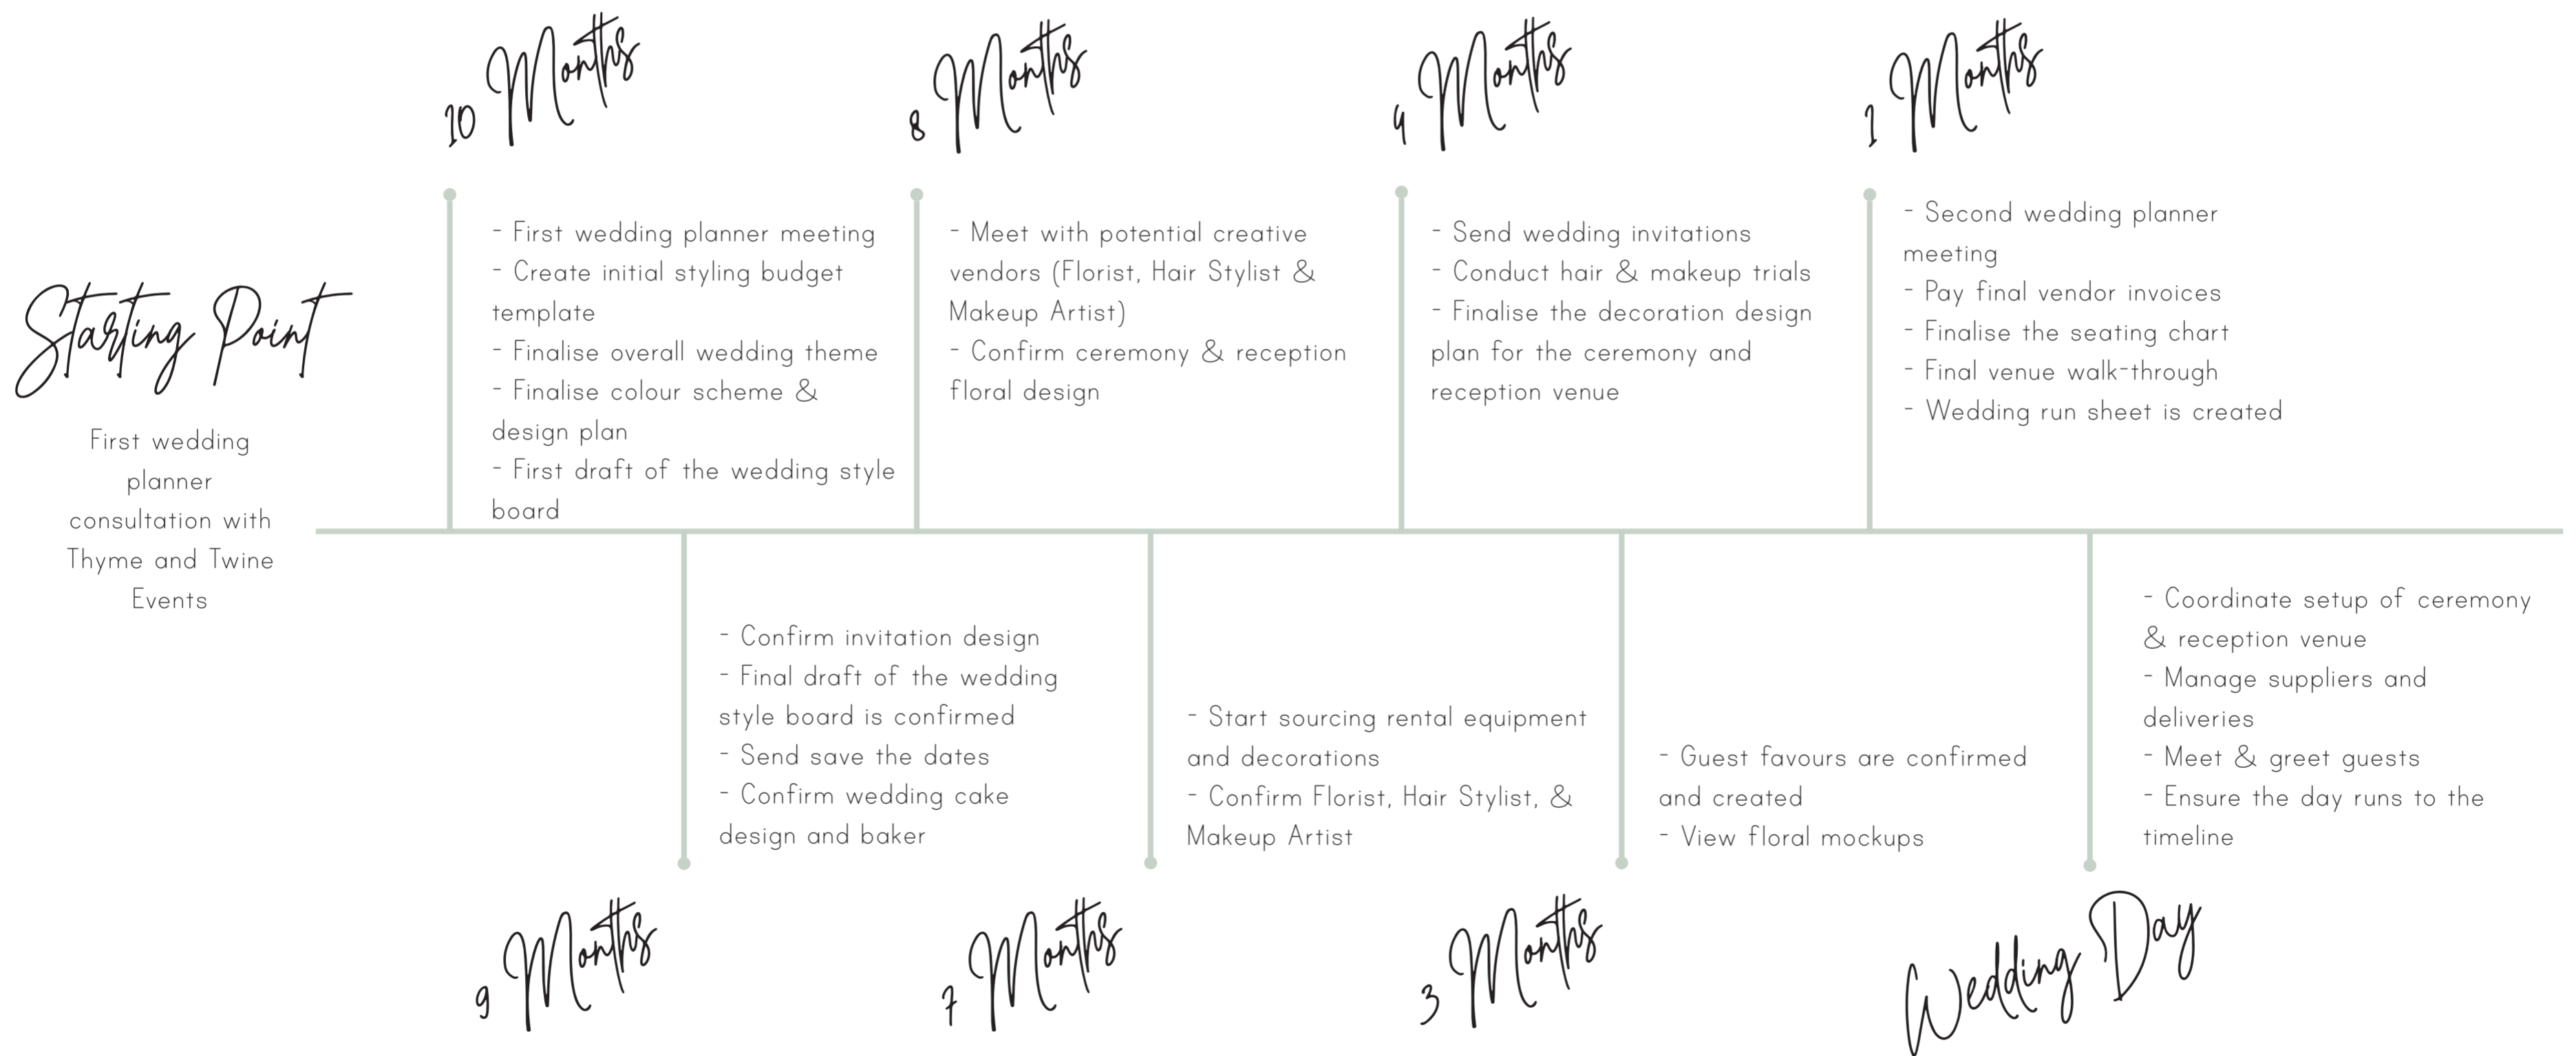 Starting Point
First wedding
planner
consultation with
Thyme and Twine
Events
10 Months
- First wedding planner meeting
- Create initial styling budget
template
- Finalise overall wedding theme
- Finalise colour scheme &
design plan
- First draft of the wedding style
board
9 Months
- Confirm invitation design
- Final draft of the wedding
style board is confirmed
- Send save the dates
- Confirm wedding cake
design and baker
8 Months
- Meet with potential creative
vendors (Florist, Hair Stylist &
Makeup Artist)
- Confirm ceremony & reception
floral design
7 Months
- Start sourcing rental equipment
and decorations
- Confirm Florist, Hair Stylist, &
Makeup Artist
4 Months
- Send wedding invitations
- Conduct hair & makeup trials
- Finalise the decoration design
plan for the ceremony and
reception venue
3 Months
- Guest favours are confirmed
and created
- View floral mockups
1 Months
- Second wedding planner
meeting
- Pay final vendor invoices
- Finalise the seating chart
- Final venue walk-through
- Wedding run sheet is created
Wedding Day
- Coordinate setup of ceremony
& reception venue
- Manage suppliers and
deliveries
- Meet & greet guests
- Ensure the day runs to the
timeline